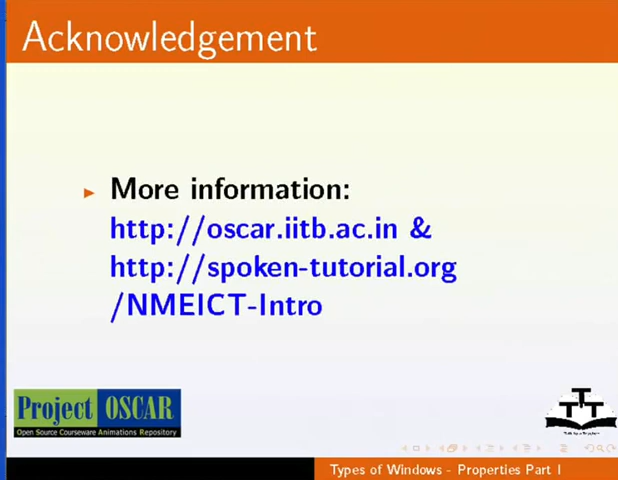 Acknowledgement
More information:
http://oscar.iitb.ac.in &
http://spoken-tutorial.org
/NMEICT-Intro
Project OSCAR
Open Source Courseware Animations Repository
TTT
Types of Windows - Properties Part I